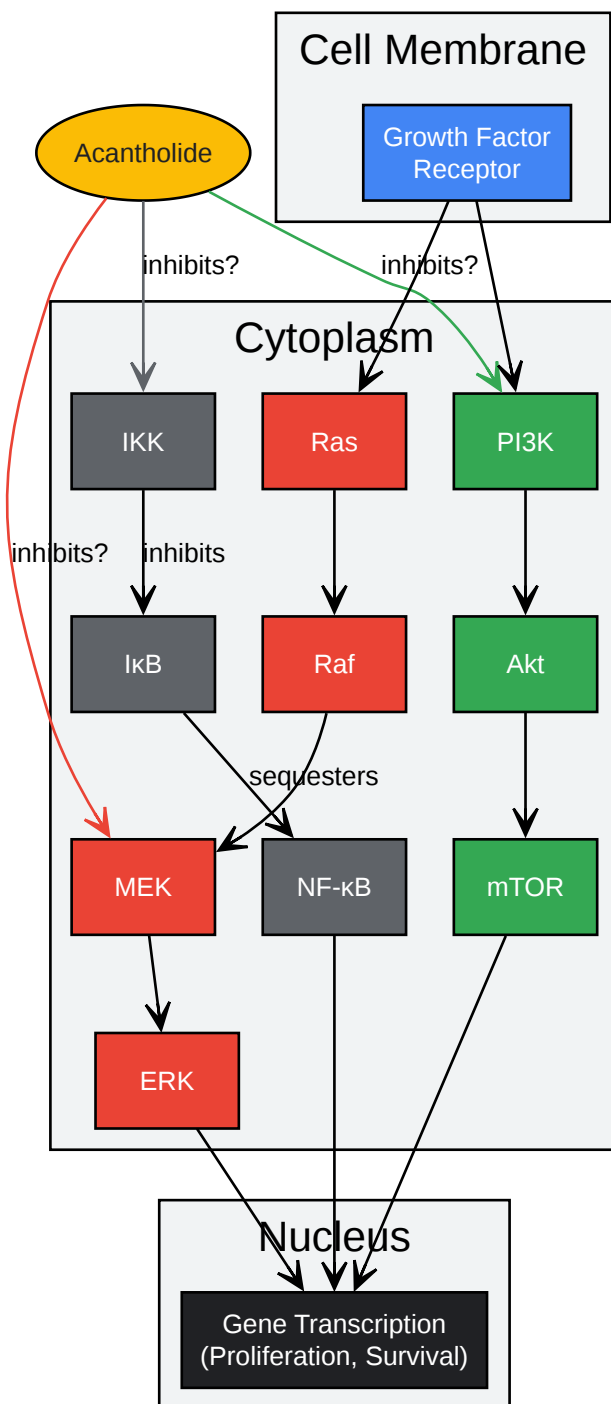 Cell Membrane
Acantholide
Growth Factor
Receptor
inhibits?
inhibits?
Cytoplasm
IKK
Ras
PI3K
inhibits?
inhibits
IκB
Raf
Akt
sequesters
MEK
NF-κB
mTOR
ERK
Nucleus
Gene Transcription
(Proliferation, Survival)